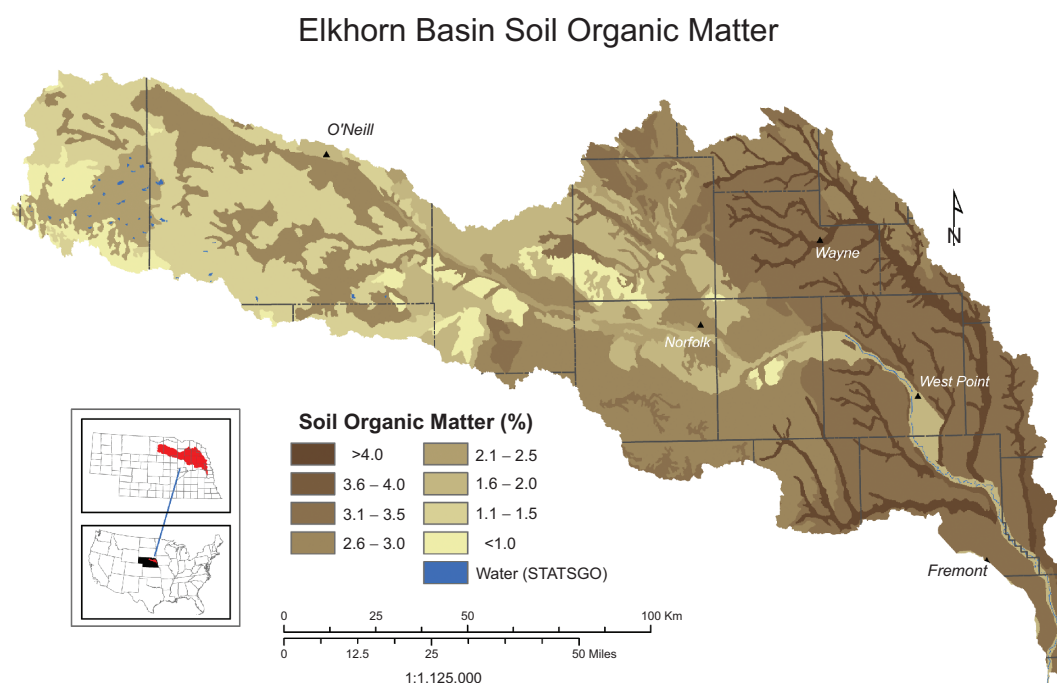 Elkhorn Basin Soil Organic Matter
O'Neill
Wayne
N
Norfolk
West Point
Soil Organic Matter (%)
>4.0
3.6 – 4.0
3.1 – 3.5
2.6 – 3.0
2.1 – 2.5
1.6 – 2.0
1.1 – 1.5
<1.0
Water (STATSGO)
Fremont
0 25 50 100 Km
0 12.5 25 50 Miles
1:1.125.000